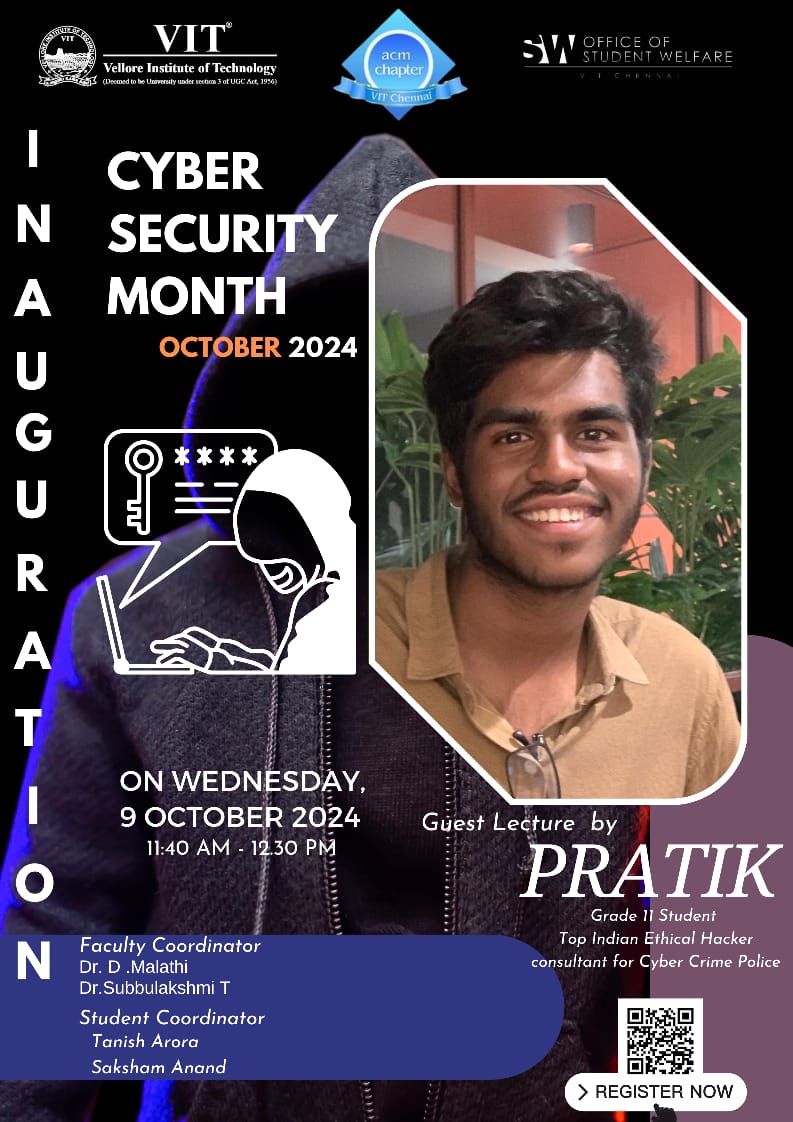 VIT®
Vellore Institute of Technology
(Deemed to be University under section 3 of UGC Act, 1956)
acm
chapter
VIT Chennai
SW OFFICE OF
STUDENT WELFARE
VIT CHENNAI
INAUGURATION
CYBER
SECURITY
MONTH
OCTOBER 2024
****
ON WEDNESDAY,
9 OCTOBER 2024
11:40 AM - 12.30 PM
Guest Lecture by
PRATIK
Grade 11 Student
Top Indian Ethical Hacker
consultant for Cyber Crime Police
Faculty Coordinator
Dr. D .Malathi
Dr.Subbulakshmi T
Student Coordinator
Tanish Arora
Saksham Anand
> REGISTER NOW